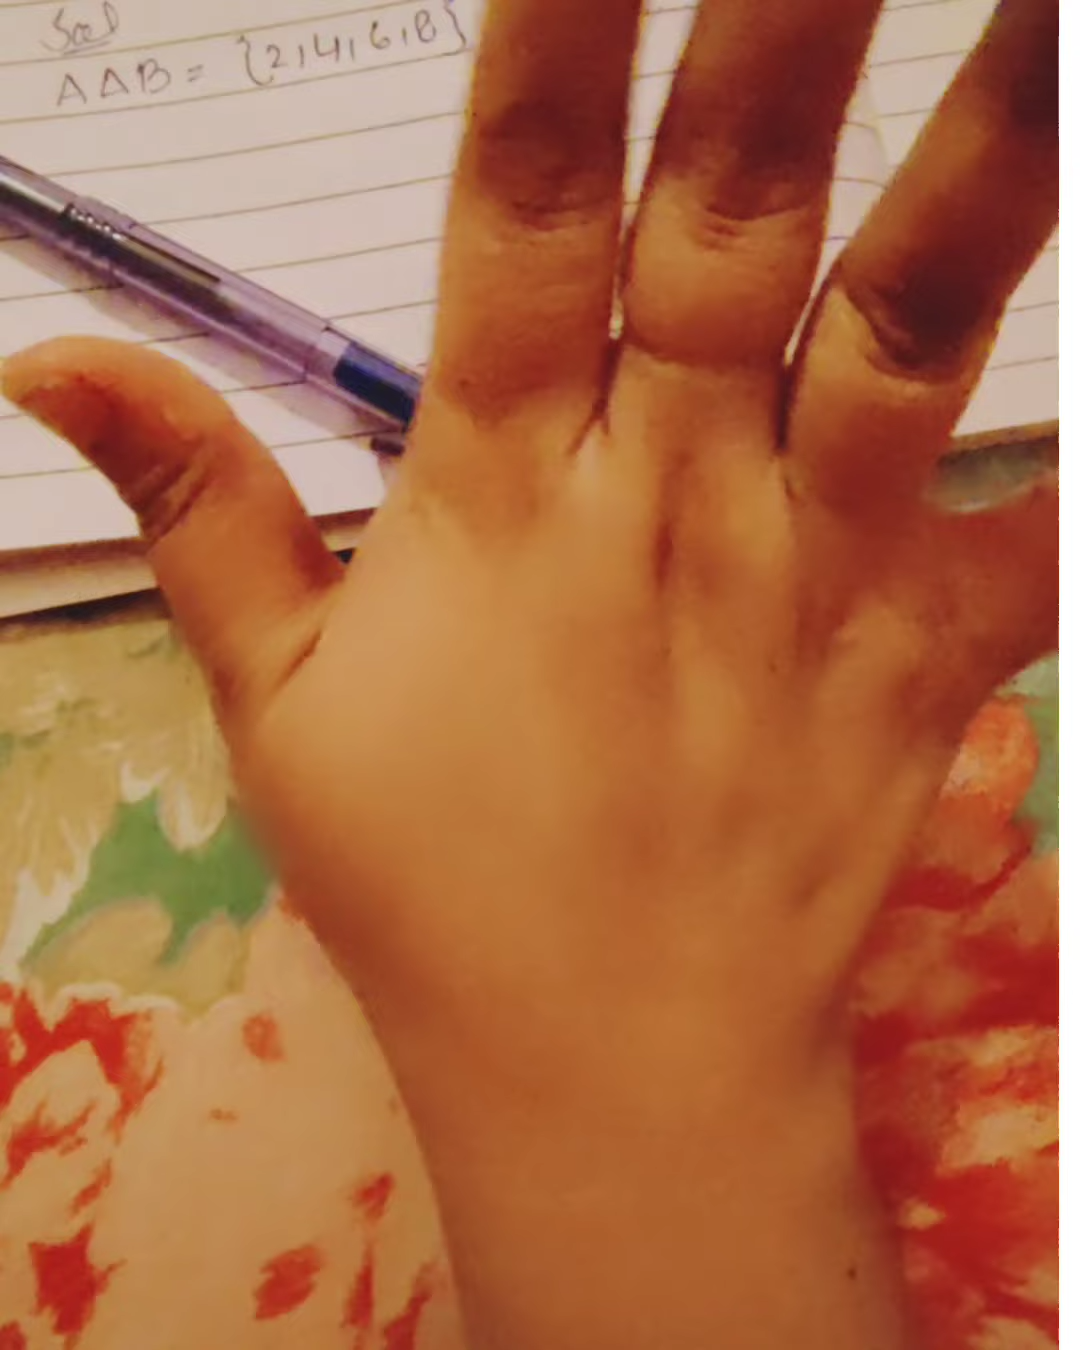 Sol
A Δ B = {2,4,6,8}